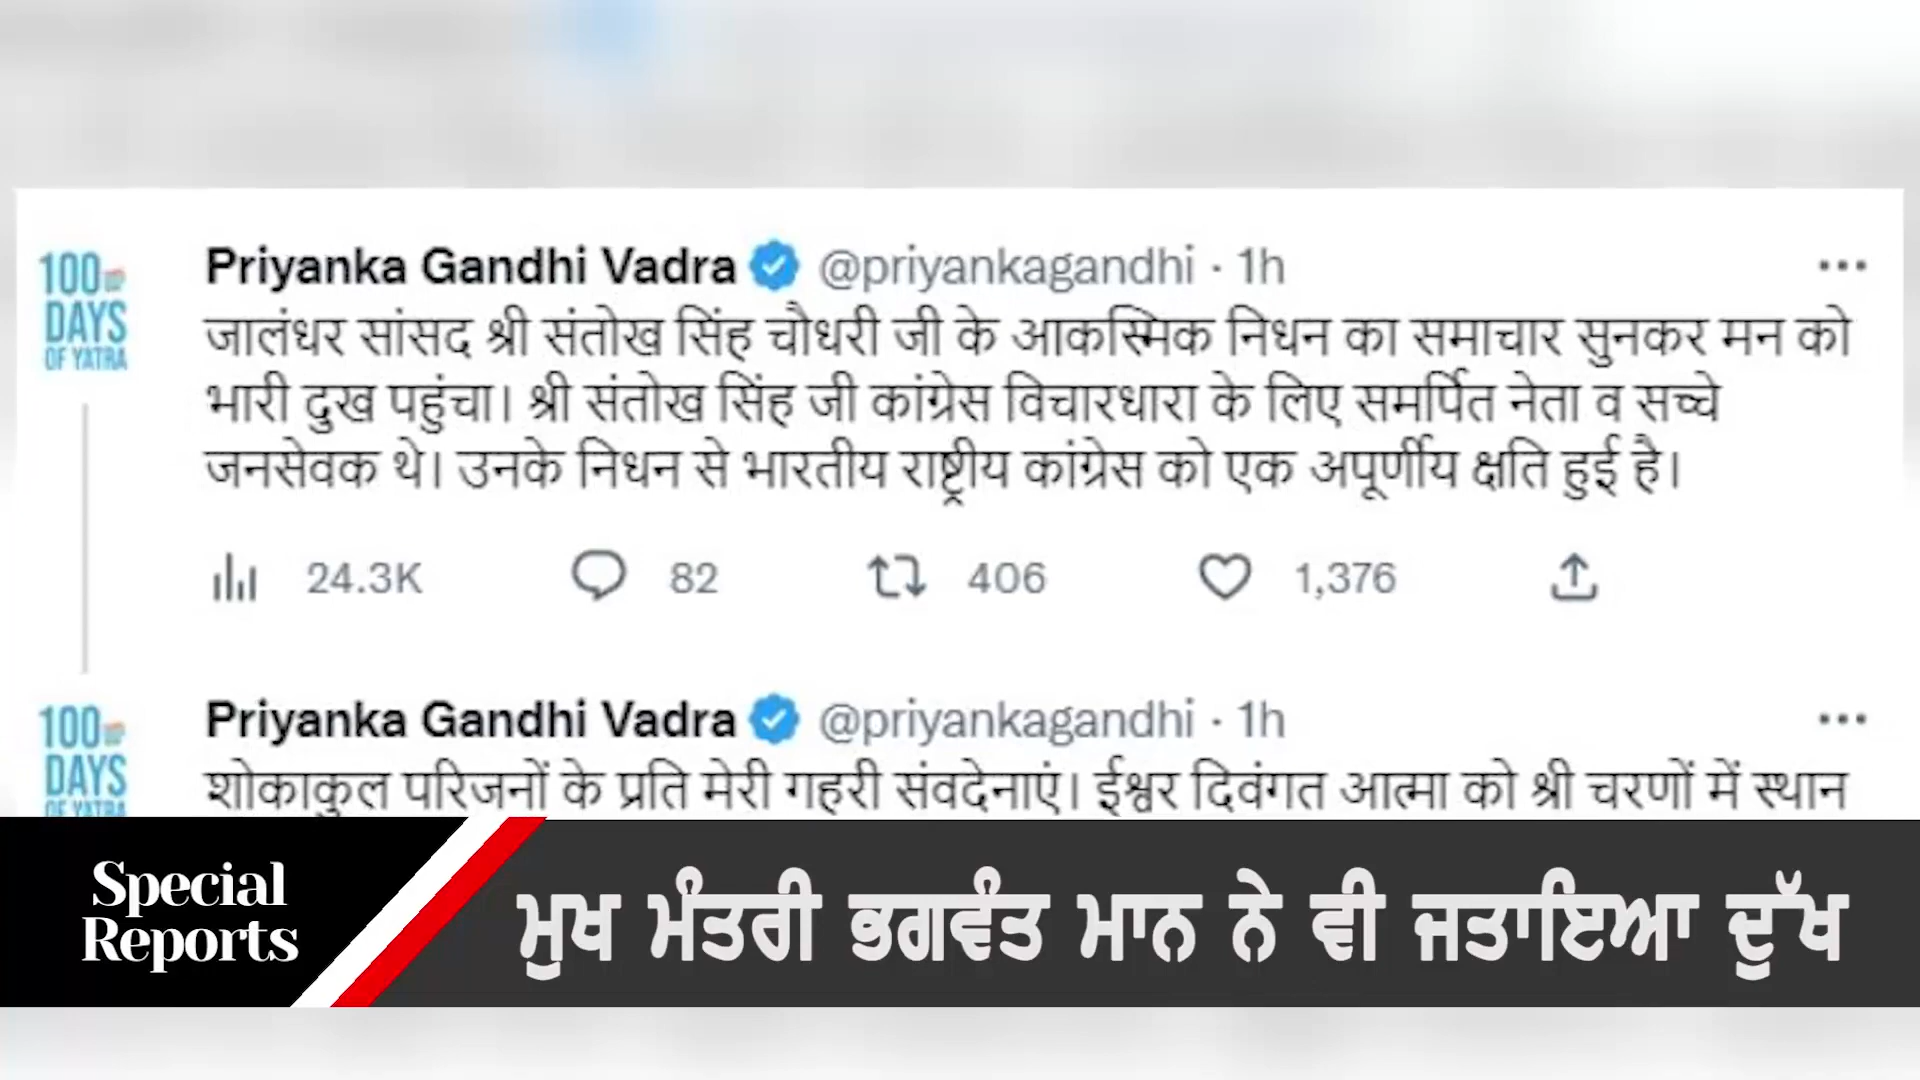 100
DAYS
OF YATRA
Priyanka Gandhi Vadra @priyankagandhi · 1h
जालंधर सांसद श्री संतोख सिंह चौधरी जी के आकस्मिक निधन का समाचार सुनकर मन को
भारी दुख पहुंचा। श्री संतोख सिंह जी कांग्रेस विचारधारा के लिए समर्पित नेता व सच्चे
जनसेवक थे। उनके निधन से भारतीय राष्ट्रीय कांग्रेस को एक अपूर्णीय क्षति हुई है।
24.3K 82 406 1,376
100
DAYS
OF YATRA
Priyanka Gandhi Vadra @priyankagandhi · 1h
शोकाकुल परिजनों के प्रति मेरी गहरी संवदेनाएं। ईश्वर दिवंगत आत्मा को श्री चरणों में स्थान
Special
Reports
ਮੁਖ ਮੰਤਰੀ ਭਗਵੰਤ ਮਾਨ ਨੇ ਵੀ ਜਤਾਇਆ ਦੁੱਖ